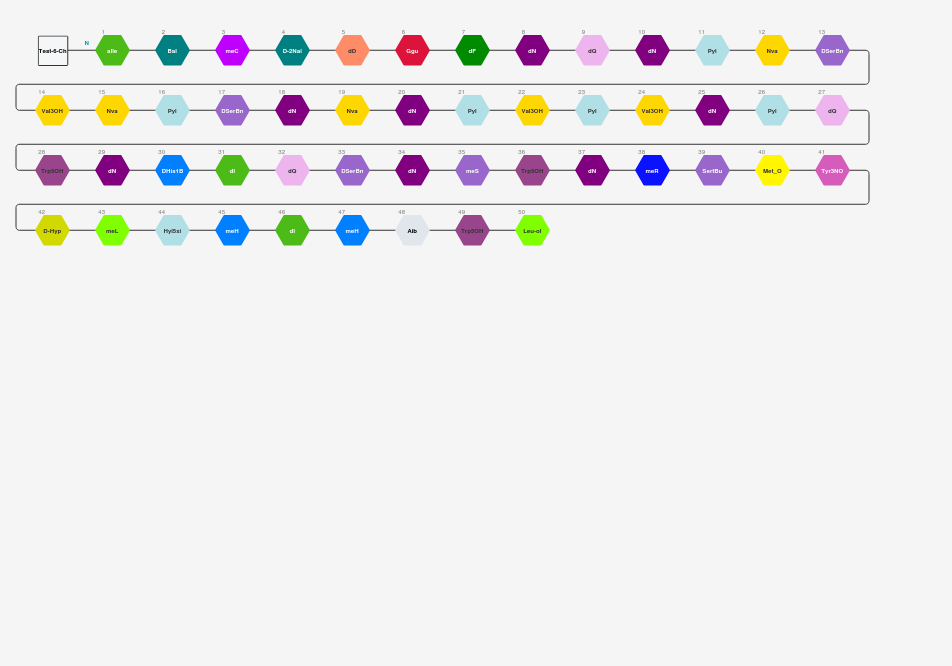 1 2 3 4 5 6 7 8 9 10 11 12 13
Test-6-Ch N aIle Bal meC D-2Nal dD Ggu dF dN dQ dN Pyl Nva DSerBn
14 15 16 17 18 19 20 21 22 23 24 25 26 27
Val3OH Nva Pyl DSerBn dN Nva dN Pyl Val3OH Pyl Val3OH dN Pyl dQ
28 29 30 31 32 33 34 35 36 37 38 39 40 41
Trp5OH dN DHis1B dI dQ DSerBn dN meS Trp5OH dN meR SertBu Met_O Tyr3NO
42 43 44 45 46 47 48 49 50
D-Hyp meL Hyl5xi meH dI meH Aib Trp5OH Leu-ol